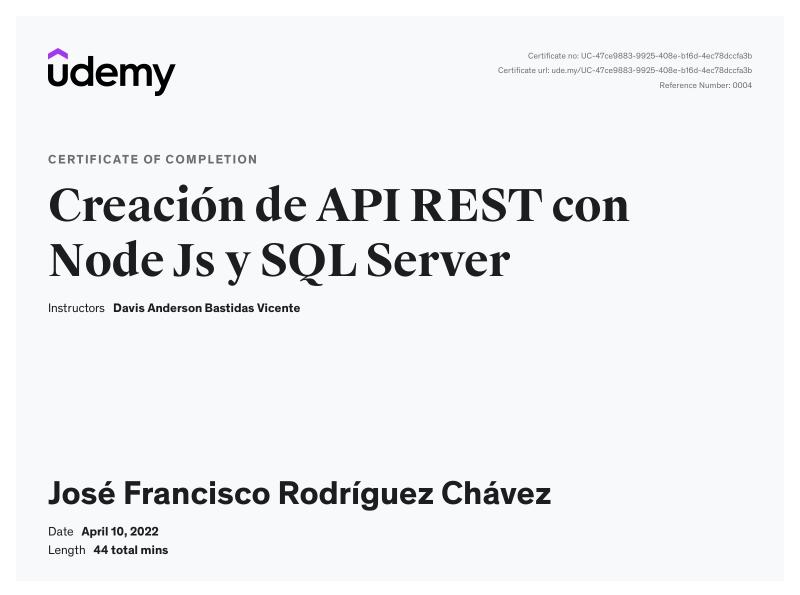 udemy
Certificate no: UC-47ce9883-9925-408e-b16d-4ec78dccfa3b
Certificate url: ude.my/UC-47ce9883-9925-408e-b16d-4ec78dccfa3b
Reference Number: 0004
CERTIFICATE OF COMPLETION
Creación de API REST con
Node Js y SQL Server
Instructors Davis Anderson Bastidas Vicente
José Francisco Rodríguez Chávez
Date April 10, 2022
Length 44 total mins